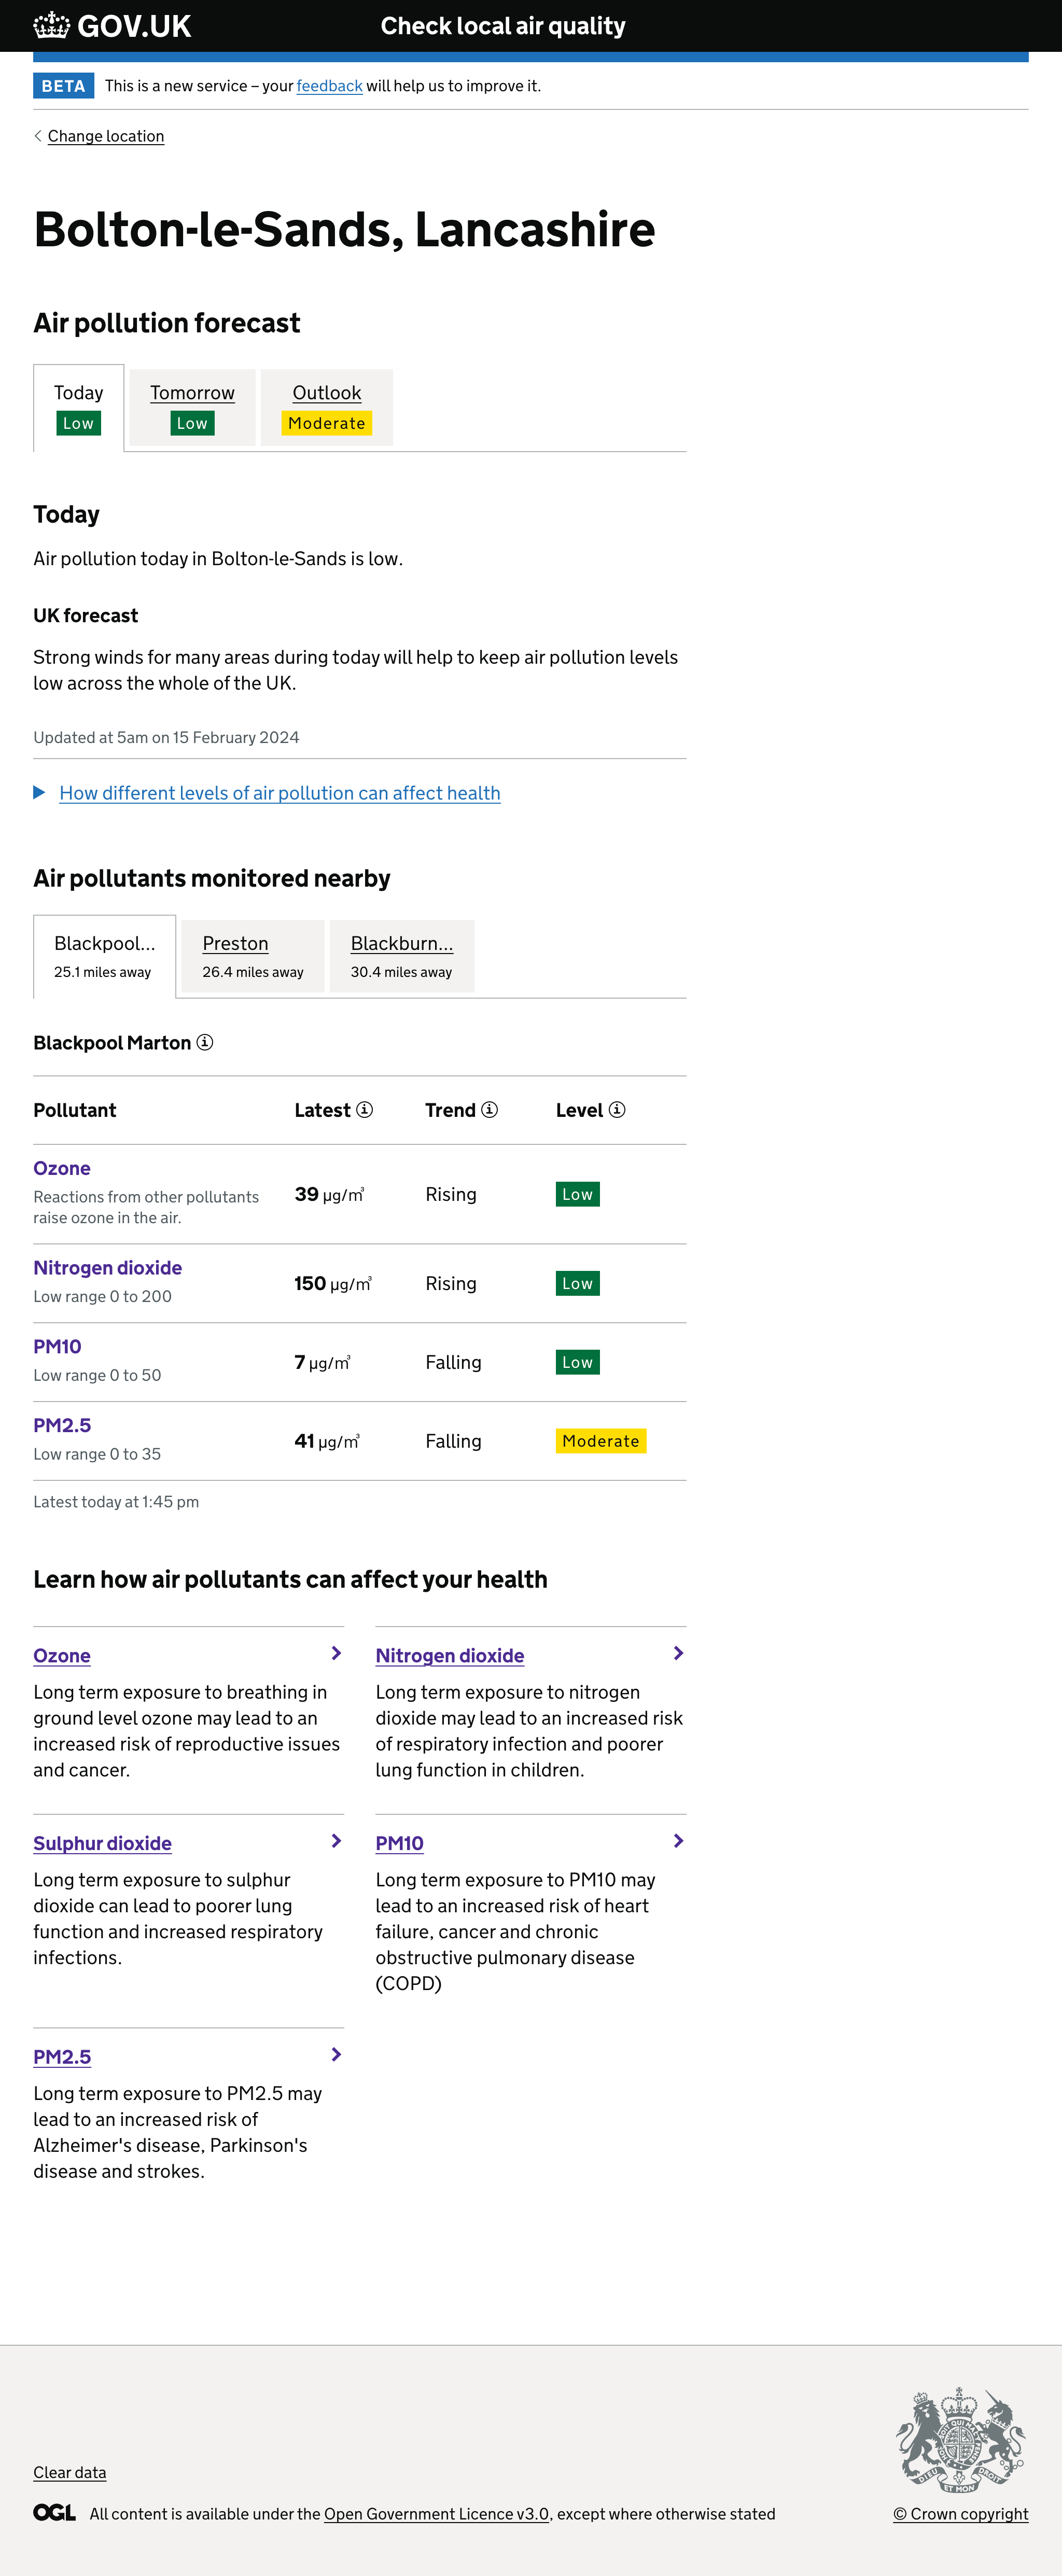 GOV.UK Check local air quality
BETA This is a new service – your feedback will help us to improve it.
Change location
Bolton-le-Sands, Lancashire
Air pollution forecast
Today Tomorrow Outlook
Low Low Moderate
Today
Air pollution today in Bolton-le-Sands is low.
UK forecast
Strong winds for many areas during today will help to keep air pollution levels
low across the whole of the UK.
Updated at 5am on 15 February 2024
How different levels of air pollution can affect health
Air pollutants monitored nearby
Blackpool... Preston Blackburn...
25.1 miles away 26.4 miles away 30.4 miles away
Blackpool Marton
Pollutant Latest Trend Level
Ozone
Reactions from other pollutants
raise ozone in the air.
39 µg/m³ Rising Low
Nitrogen dioxide
Low range 0 to 200
150 µg/m³ Rising Low
PM10
Low range 0 to 50
7 µg/m³ Falling Low
PM2.5
Low range 0 to 35
41 µg/m³ Falling Moderate
Latest today at 1:45 pm
Learn how air pollutants can affect your health
Ozone
Long term exposure to breathing in
ground level ozone may lead to an
increased risk of reproductive issues
and cancer.
Nitrogen dioxide
Long term exposure to nitrogen
dioxide may lead to an increased risk
of respiratory infection and poorer
lung function in children.
Sulphur dioxide
Long term exposure to sulphur
dioxide can lead to poorer lung
function and increased respiratory
infections.
PM10
Long term exposure to PM10 may
lead to an increased risk of heart
failure, cancer and chronic
obstructive pulmonary disease
(COPD)
PM2.5
Long term exposure to PM2.5 may
lead to an increased risk of
Alzheimer's disease, Parkinson's
disease and strokes.
DIEU ET MON DROIT
Clear data
OGL All content is available under the Open Government Licence v3.0, except where otherwise stated
© Crown copyright